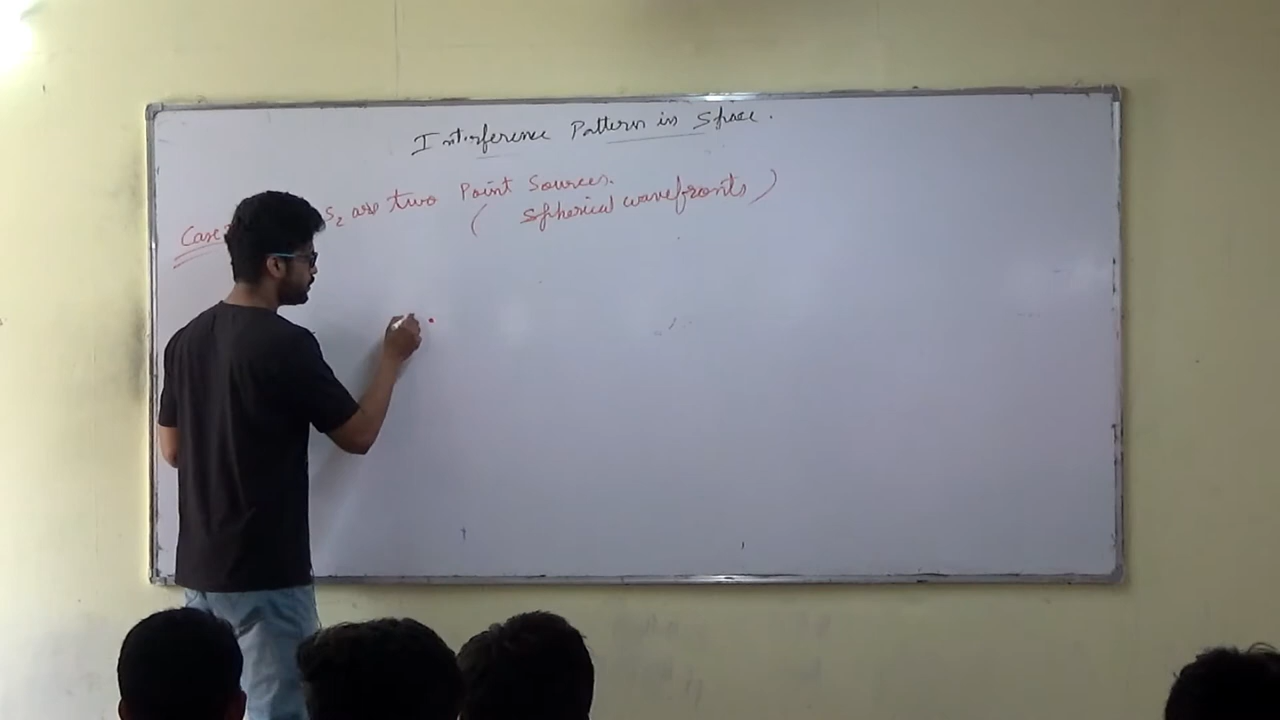 Interference Pattern in Space.
Case S2 are two Point Sources.
( Spherical wavefronts )